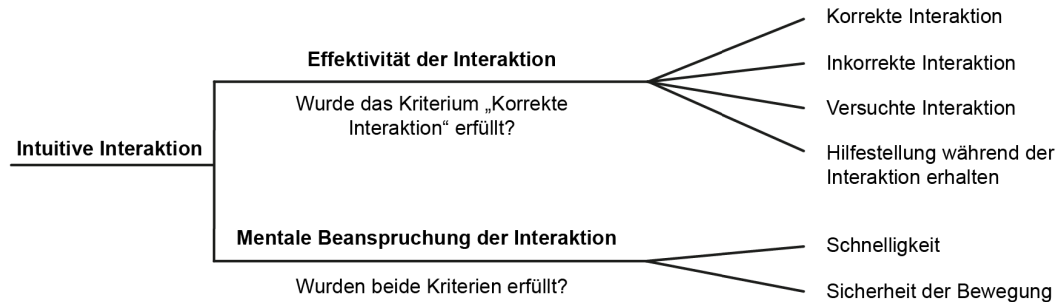 Intuitive Interaktion
Effektivität der Interaktion
Wurde das Kriterium „Korrekte
Interaktion“ erfüllt?
Korrekte Interaktion
Inkorrekte Interaktion
Versuchte Interaktion
Hilfestellung während der
Interaktion erhalten
Mentale Beanspruchung der Interaktion
Wurden beide Kriterien erfüllt?
Schnelligkeit
Sicherheit der Bewegung